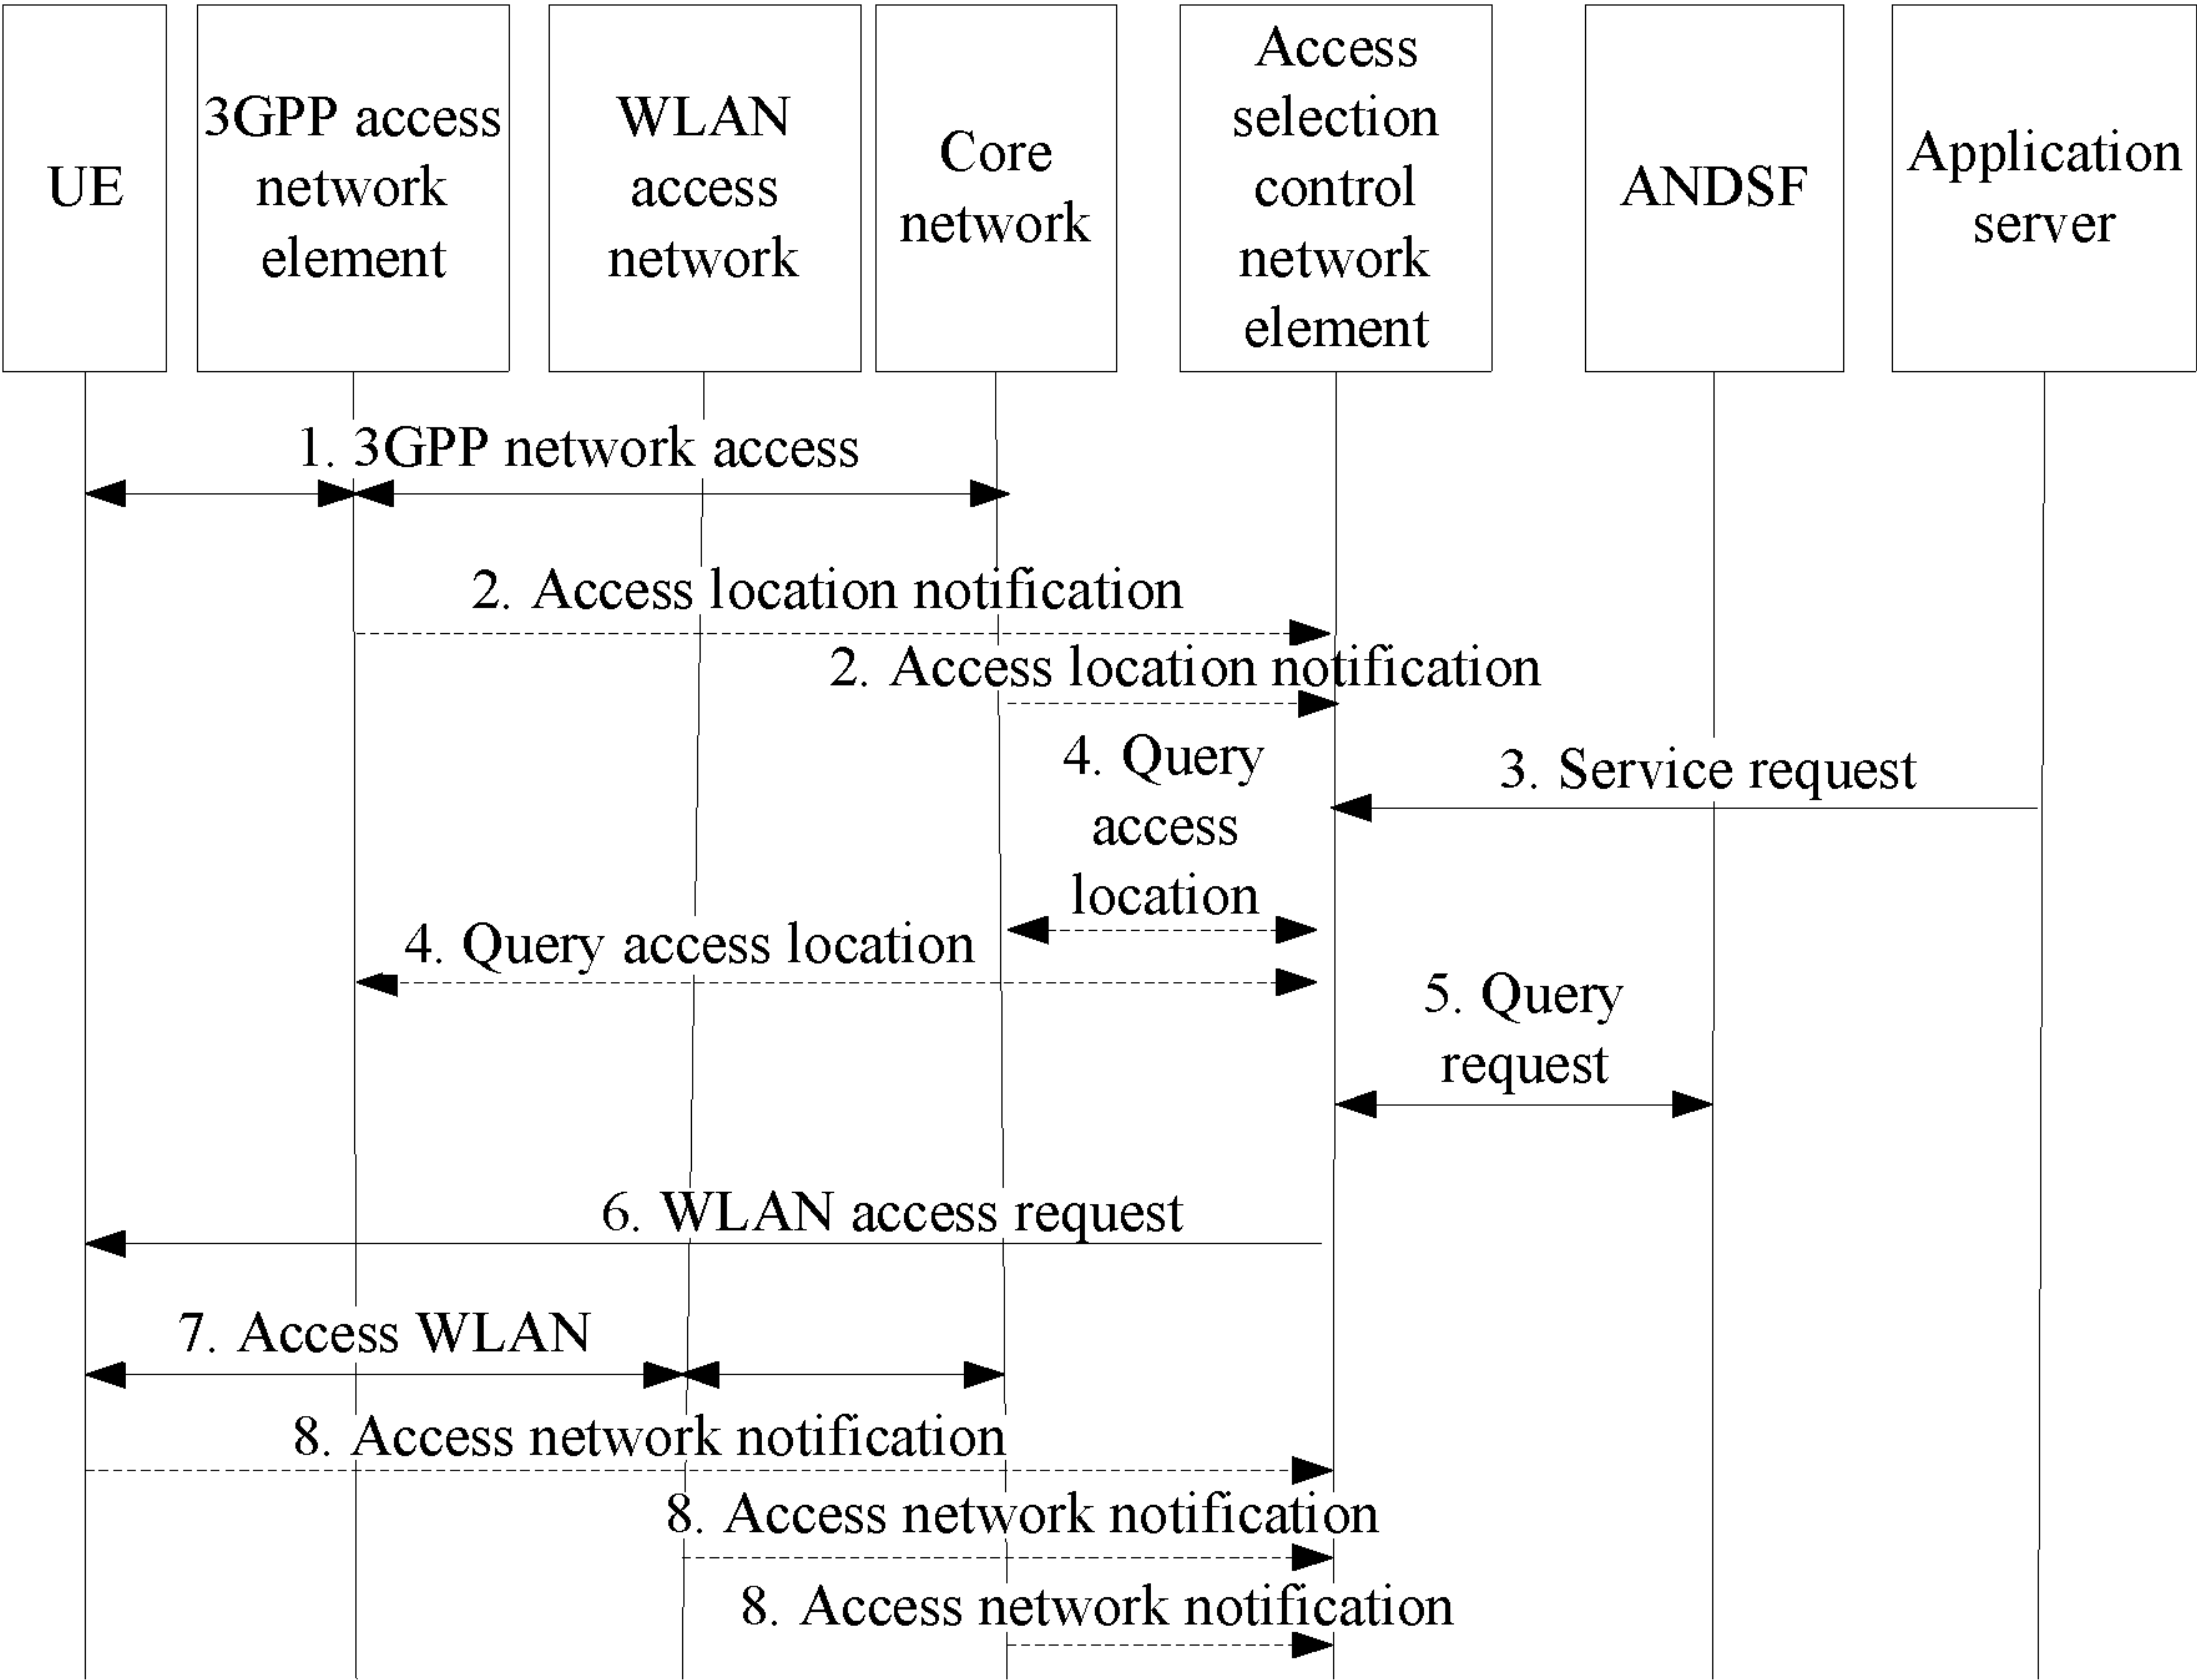 UE
3GPP access
network
element
WLAN
access
network
Core
network
Access
selection
control
network
element
ANDSF
Application
server
1. 3GPP network access
2. Access location notification
2. Access location notification
3. Service request
4. Query
access
location
4. Query access location
5. Query
request
6. WLAN access request
7. Access WLAN
8. Access network notification
8. Access network notification
8. Access network notification